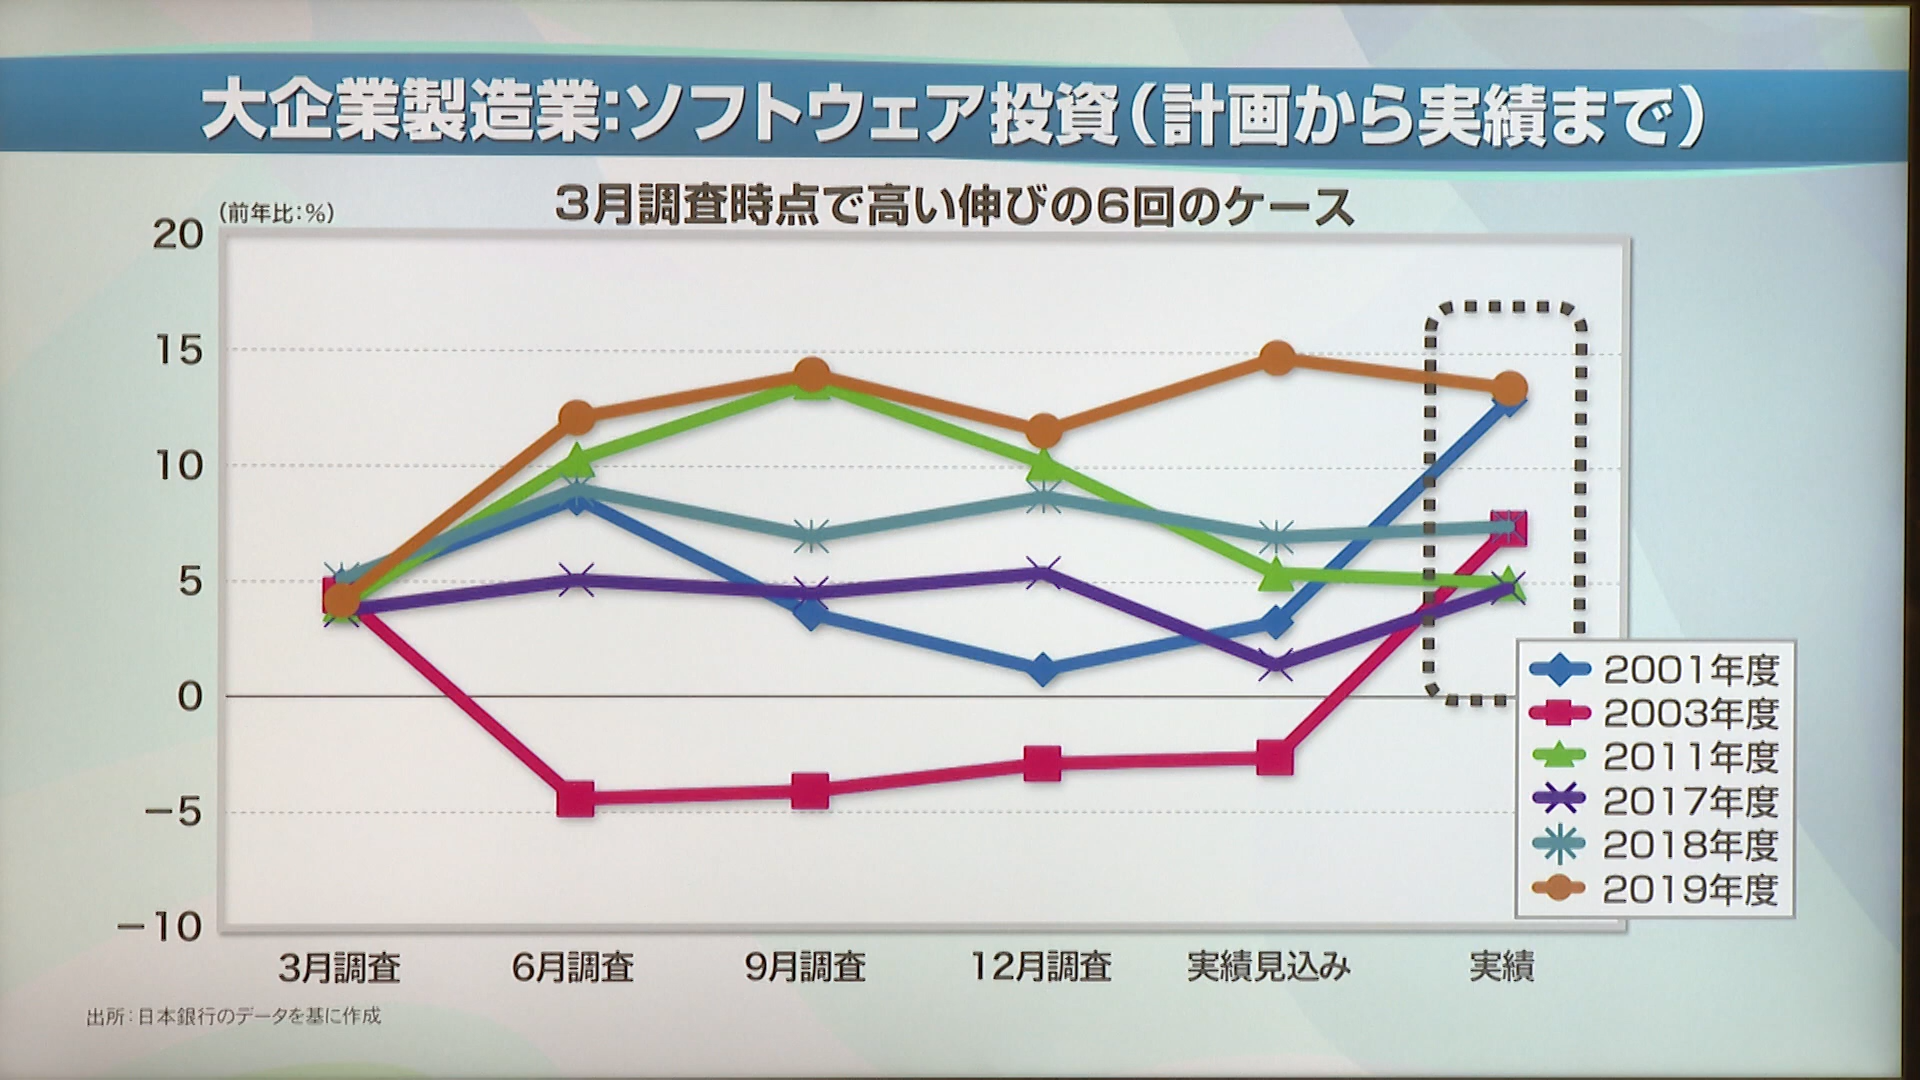 大企業製造業:ソフトウェア投資(計画から実績まで)
3月調査時点で高い伸びの6回のケース
(前年比:%)
20
15
10
5
0
−5
−10
3月調査
6月調査
9月調査
12月調査
実績見込み
実績
2001年度
2003年度
2011年度
2017年度
2018年度
2019年度
出所:日本銀行のデータを基に作成